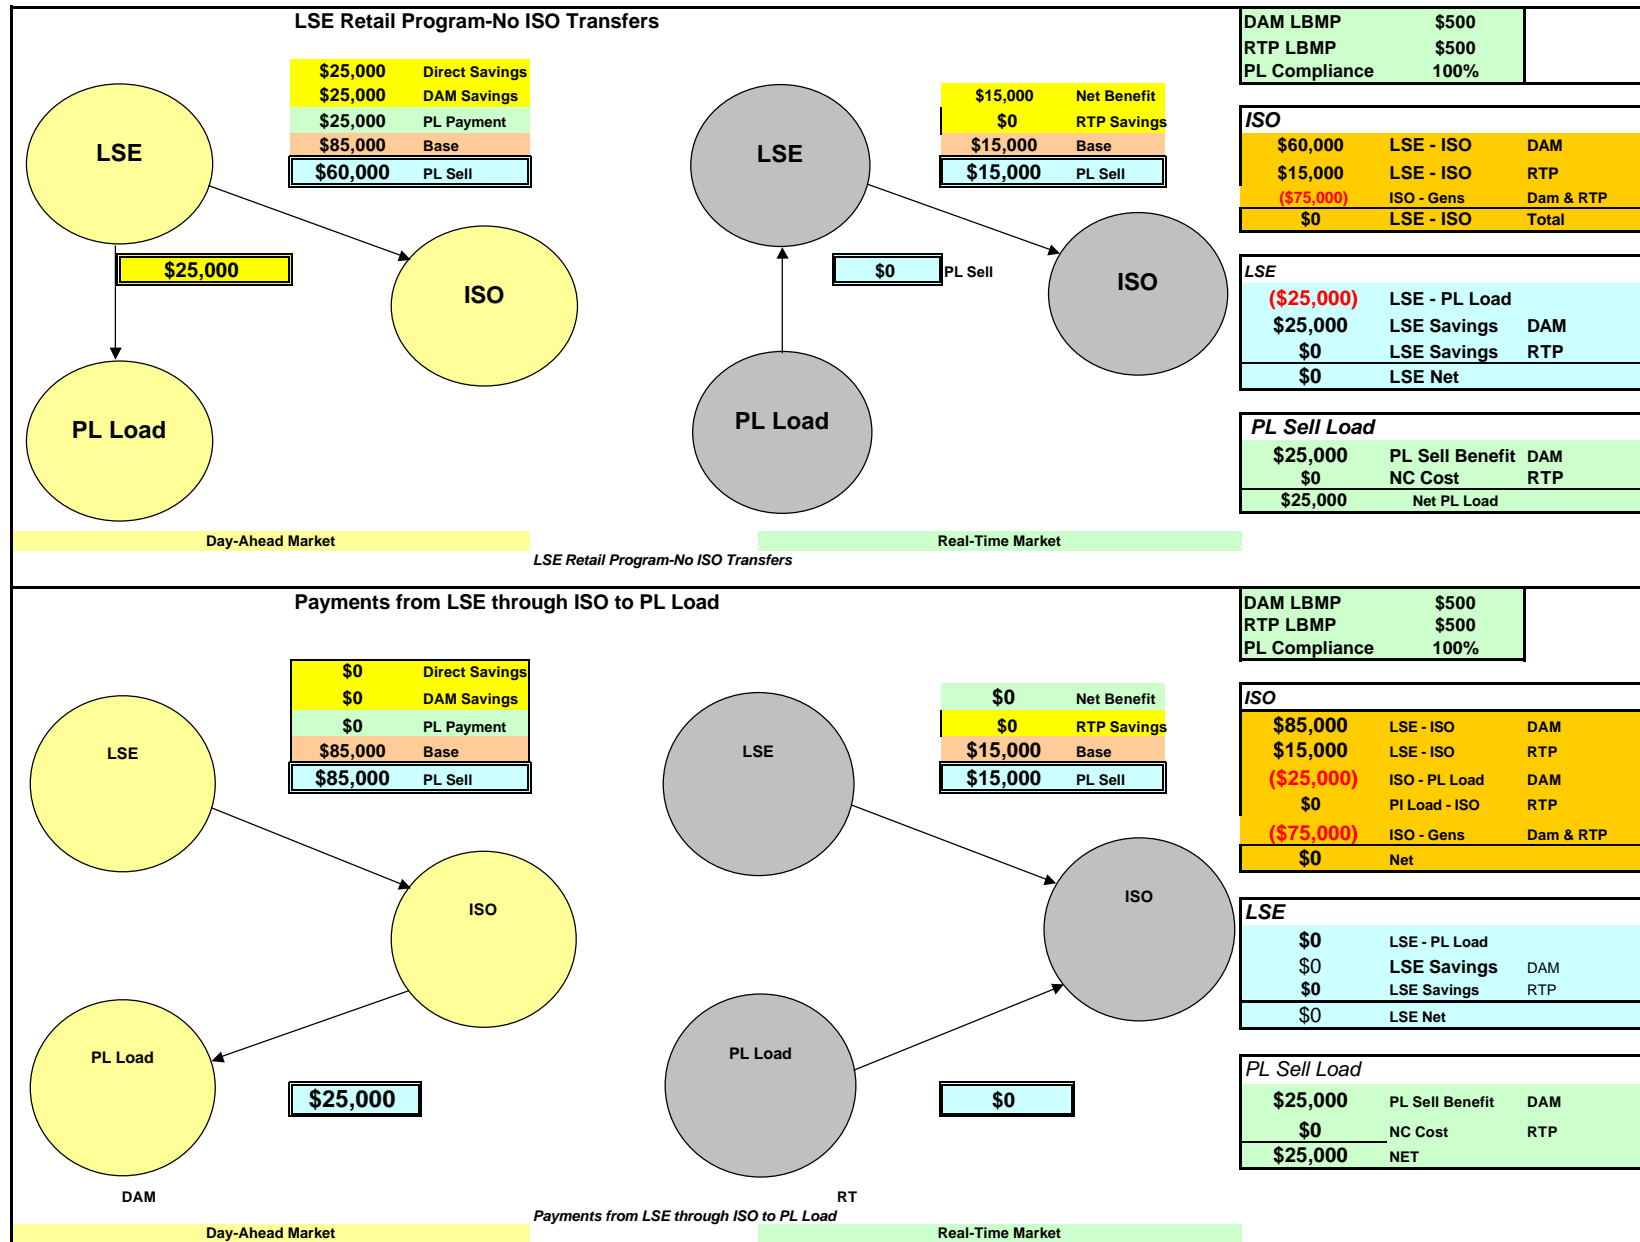 LSE Retail Program-No ISO Transfers
DAM LBMP $500
RTP LBMP $500
PL Compliance 100%
$25,000 Direct Savings
$25,000 DAM Savings
$25,000 PL Payment
$85,000 Base
$60,000 PL Sell
$15,000 Net Benefit
$0 RTP Savings
$15,000 Base
$15,000 PL Sell
LSE
LSE
ISO
ISO
$25,000
$0 PL Sell
PL Load
PL Load
ISO
$60,000 LSE - ISO DAM
$15,000 LSE - ISO RTP
($75,000) ISO - Gens Dam & RTP
$0 LSE - ISO Total
LSE
($25,000) LSE - PL Load
$25,000 LSE Savings DAM
$0 LSE Savings RTP
$0 LSE Net
PL Sell Load
$25,000 PL Sell Benefit DAM
$0 NC Cost RTP
$25,000 Net PL Load
Day-Ahead Market
Real-Time Market
LSE Retail Program-No ISO Transfers
Payments from LSE through ISO to PL Load
DAM LBMP $500
RTP LBMP $500
PL Compliance 100%
$0 Direct Savings
$0 DAM Savings
$0 PL Payment
$85,000 Base
$85,000 PL Sell
$0 Net Benefit
$0 RTP Savings
$15,000 Base
$15,000 PL Sell
LSE
LSE
ISO
ISO
PL Load
PL Load
$25,000
$0
ISO
$85,000 LSE - ISO DAM
$15,000 LSE - ISO RTP
($25,000) ISO - PL Load DAM
$0 Pl Load - ISO RTP
($75,000) ISO - Gens Dam & RTP
$0 Net
LSE
$0 LSE - PL Load
$0 LSE Savings DAM
$0 LSE Savings RTP
$0 LSE Net
PL Sell Load
$25,000 PL Sell Benefit DAM
$0 NC Cost RTP
$25,000 NET
DAM
RT
Payments from LSE through ISO to PL Load
Day-Ahead Market
Real-Time Market